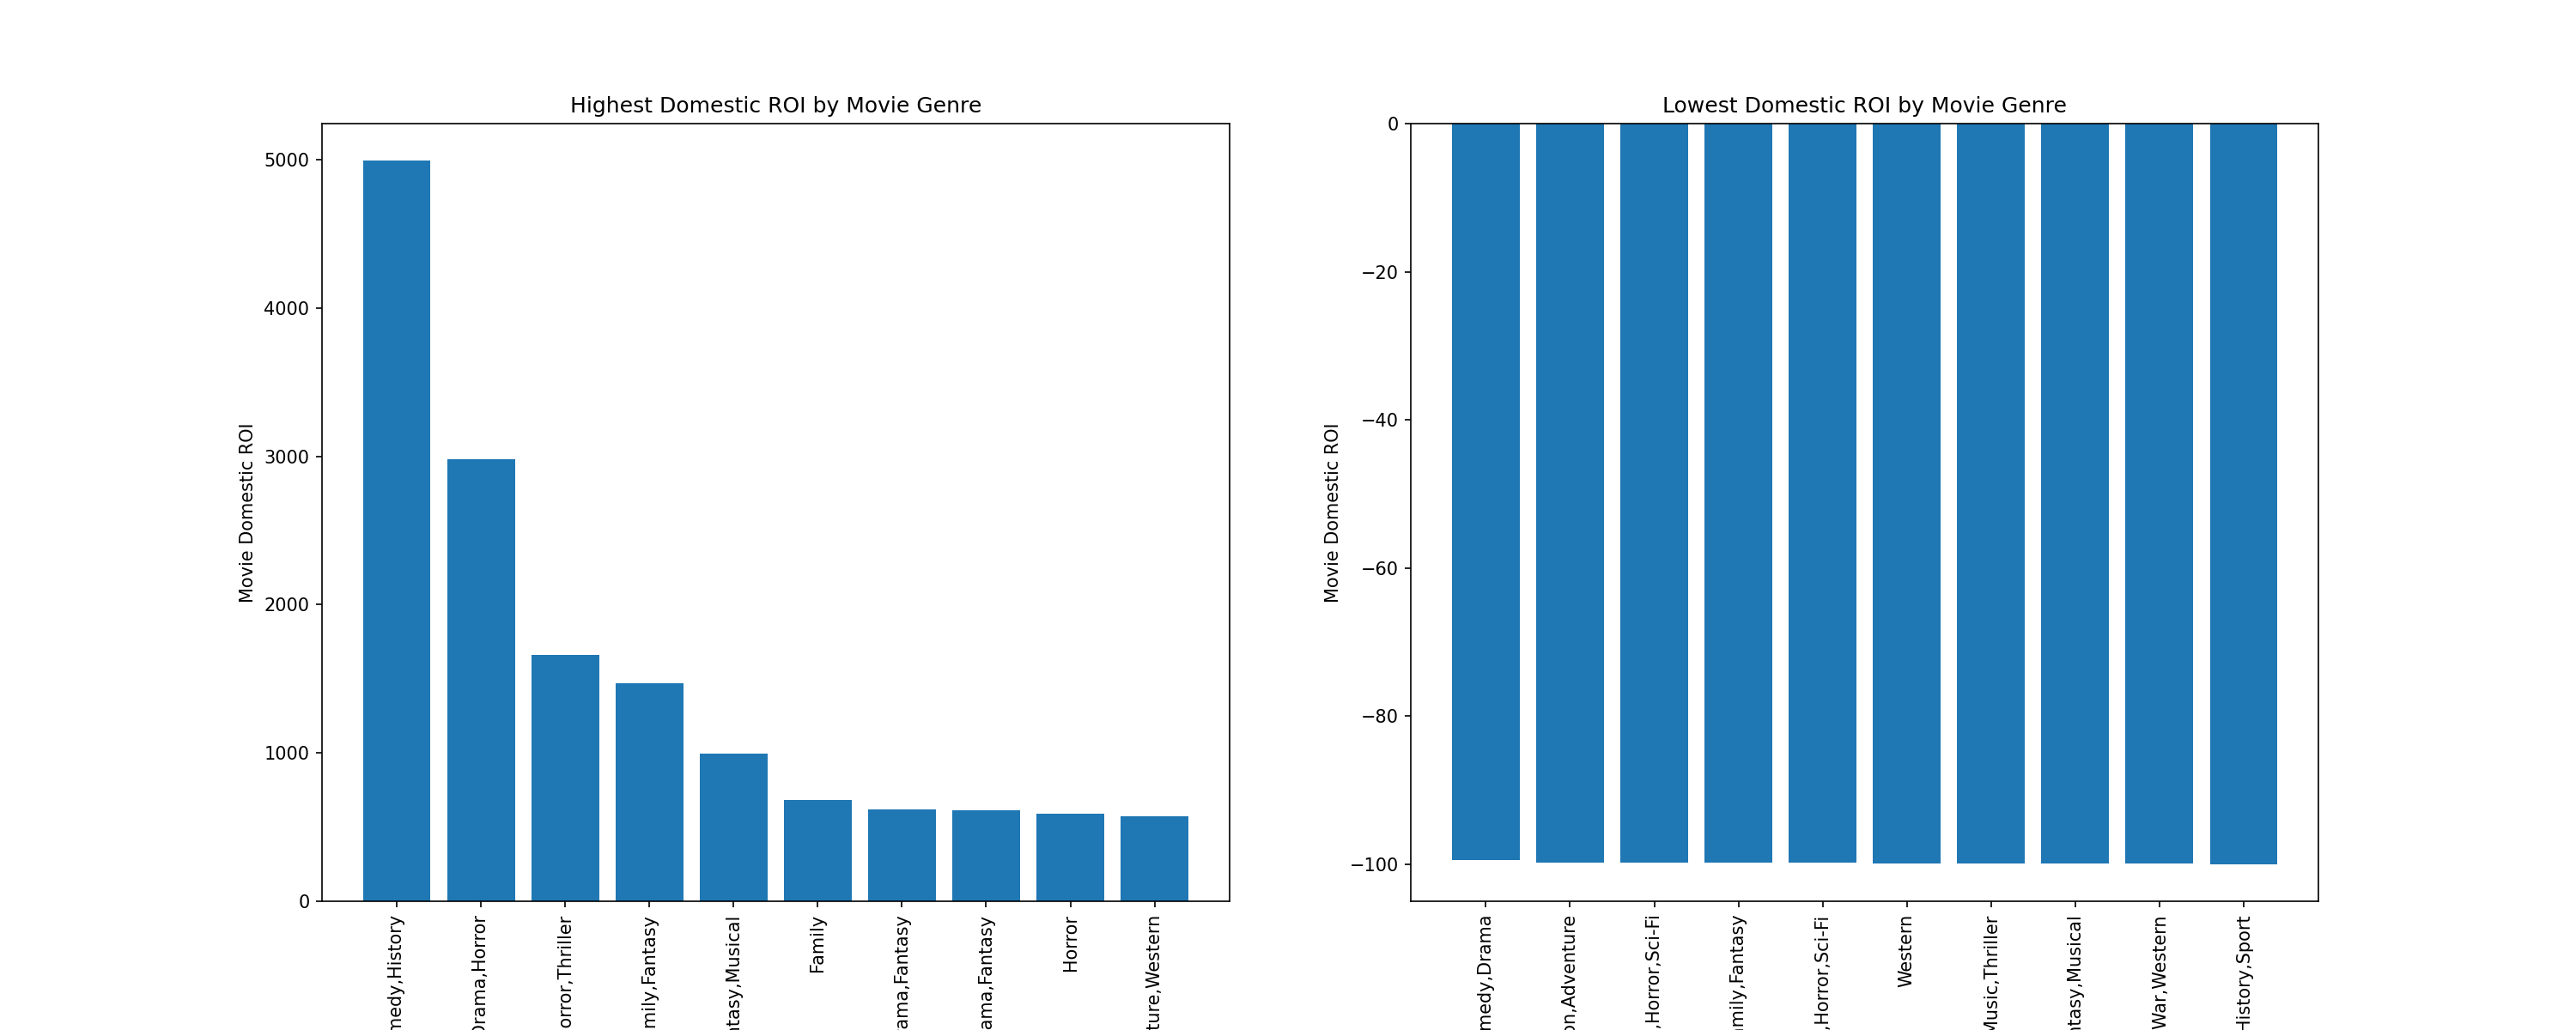 Highest Domestic ROI by Movie Genre
Movie Domestic ROI
5000
4000
3000
2000
1000
0
medy,History
Drama,Horror
orror,Thriller
mily,Fantasy
ntasy,Musical
Family
ama,Fantasy
ama,Fantasy
Horror
ture,Western
Lowest Domestic ROI by Movie Genre
Movie Domestic ROI
0
−20
−40
−60
−80
−100
medy,Drama
on,Adventure
,Horror,Sci-Fi
mily,Fantasy
,Horror,Sci-Fi
Western
Music,Thriller
ntasy,Musical
War,Western
History,Sport